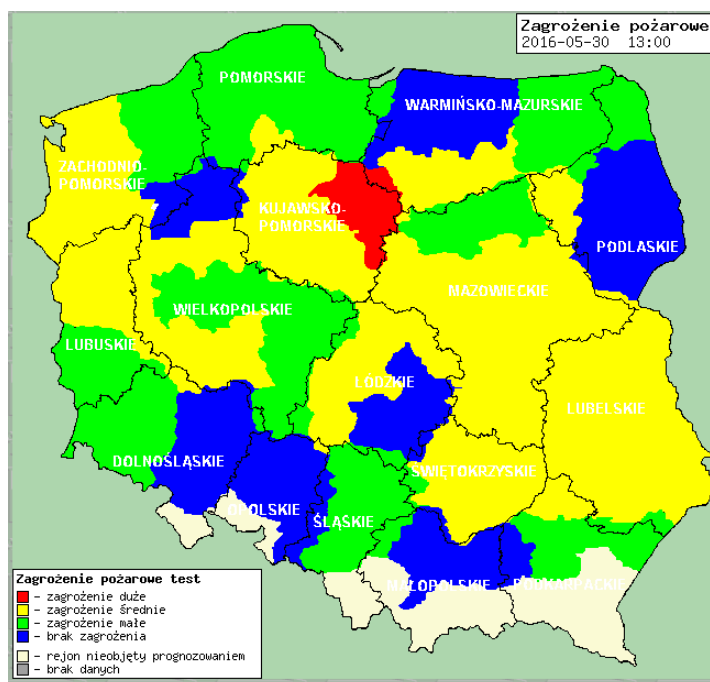 Zagrożenie pożarowe
2016-05-30 13:00
POMORSKIE
WARMIŃSKO-MAZURSKIE
ZACHODNIO-
POMORSKIE
KUJAWSKO-
POMORSKIE
PODLASKIE
MAZOWIECKIE
WIELKOPOLSKIE
LUBUSKIE
ŁÓDZKIE
LUBELSKIE
DOLNOŚLĄSKIE
ŚWIĘTOKRZYSKIE
OPOLSKIE
ŚLĄSKIE
MAŁOPOLSKIE
PODKARPACKIE
Zagrożenie pożarowe test
- zagrożenie duże
- zagrożenie średnie
- zagrożenie małe
- brak zagrożenia
- rejon nieobjęty prognozowaniem
- brak danych